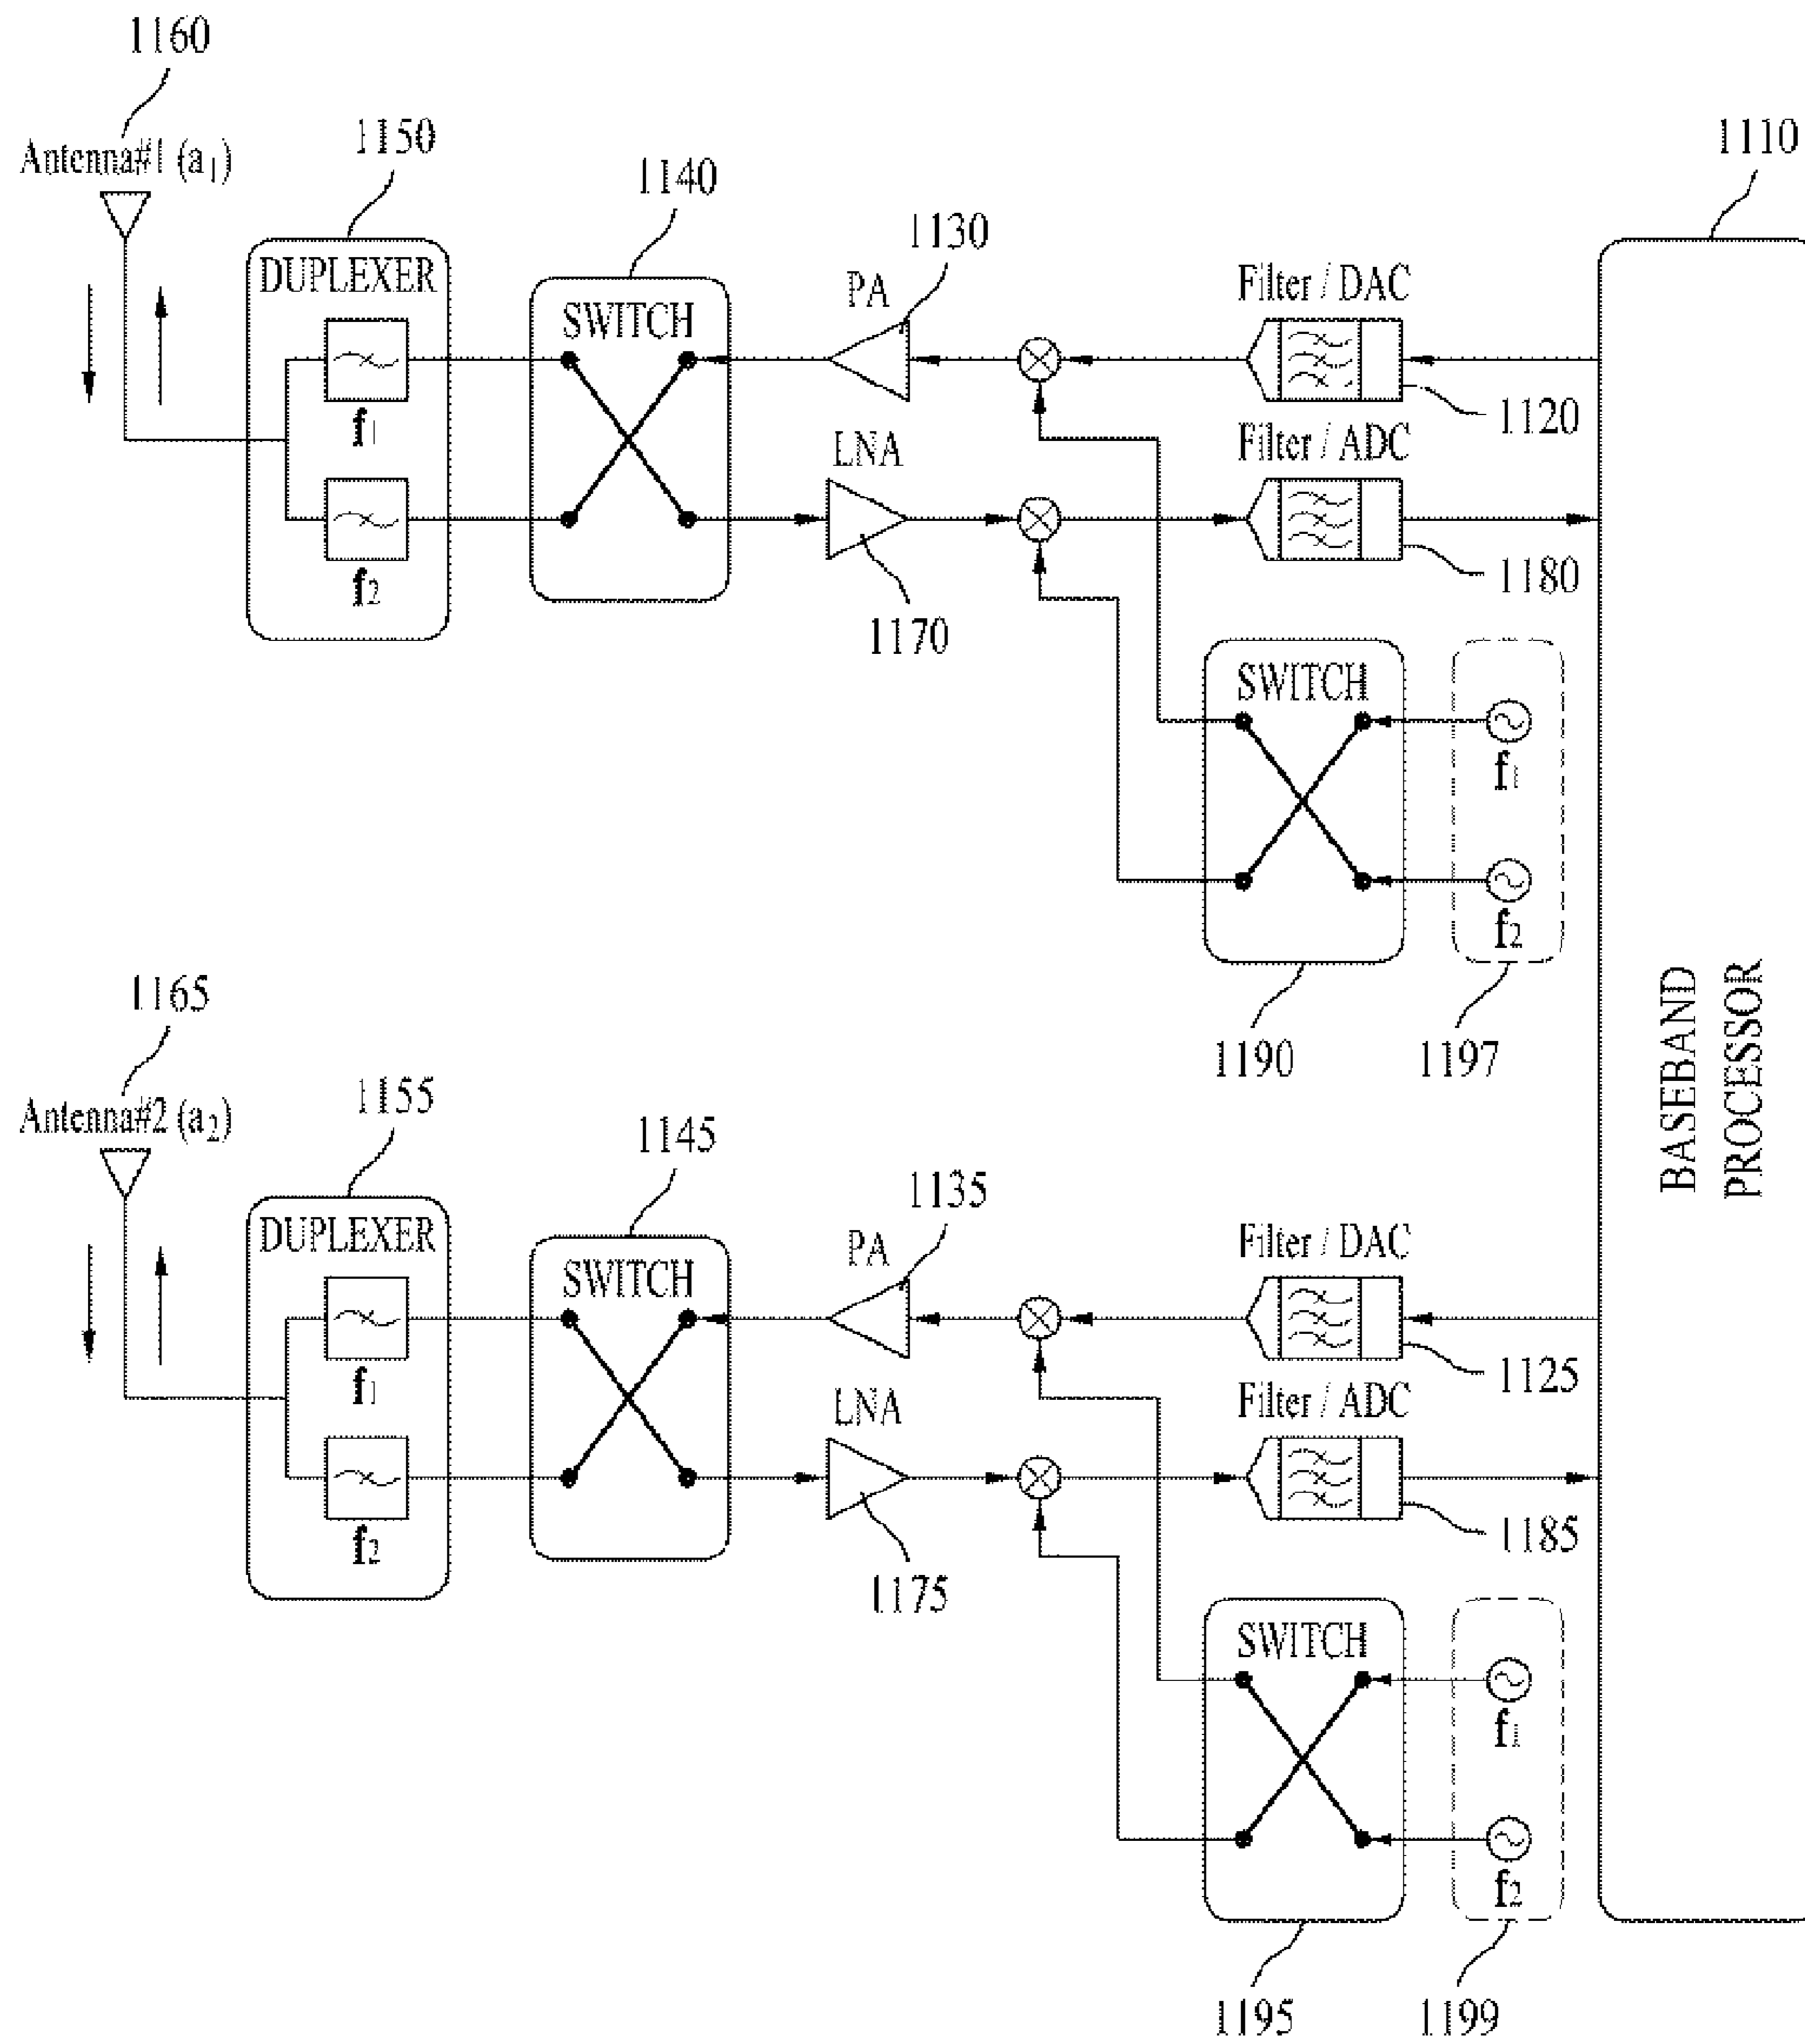 1160
Antenna#1 (a1)
1150
1140
1130
1110
DUPLEXER
SWITCH
PA
Filter / DAC
f1
1120
LNA
Filter / ADC
f2
1170
1180
SWITCH
f1
f2
1190
1197
BASEBAND
PROCESSOR
1165
Antenna#2 (a2)
1155
1145
1135
DUPLEXER
SWITCH
PA
Filter / DAC
f1
1125
LNA
Filter / ADC
f2
1175
1185
SWITCH
f1
f2
1195
1199